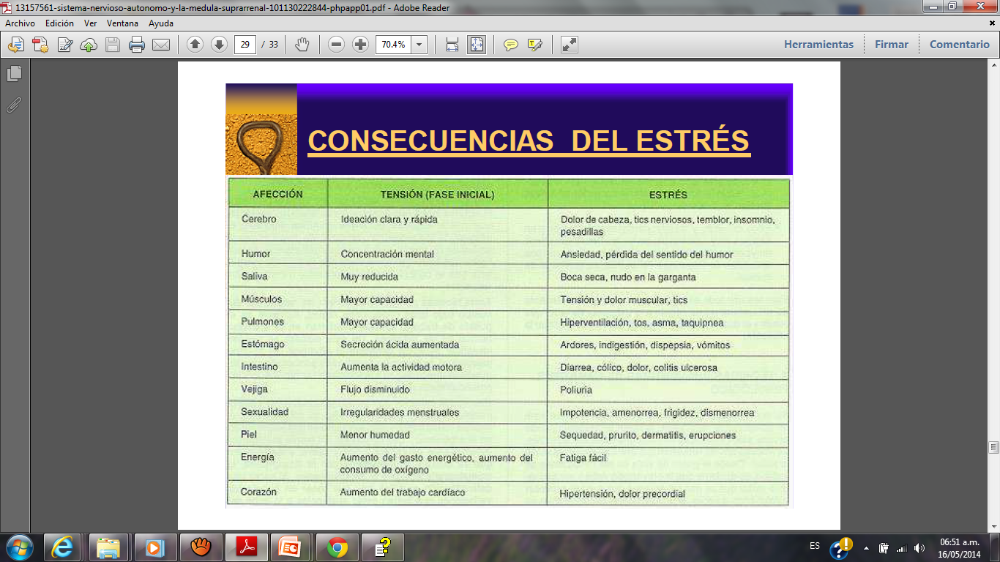 13157561-sistema-nervioso-autonomo-y-la-medula-suprarrenal-101130222844-phpapp01.pdf - Adobe Reader
Archivo Edición Ver Ventana Ayuda
29 / 33 70.4% Herramientas Firmar Comentario
CONSECUENCIAS DEL ESTRÉS
AFECCIÓN TENSIÓN (FASE INICIAL) ESTRÉS
Cerebro Ideación clara y rápida Dolor de cabeza, tics nerviosos, temblor, insomnio,
pesadillas
Humor Concentración mental Ansiedad, pérdida del sentido del humor
Saliva Muy reducida Boca seca, nudo en la garganta
Músculos Mayor capacidad Tensión y dolor muscular, tics
Pulmones Mayor capacidad Hiperventilación, tos, asma, taquipnea
Estómago Secreción ácida aumentada Ardores, indigestión, dispepsia, vómitos
Intestino Aumenta la actividad motora Diarrea, cólico, dolor, colitis ulcerosa
Vejiga Flujo disminuido Poliuria
Sexualidad Irregularidades menstruales Impotencia, amenorrea, frigidez, dismenorrea
Piel Menor humedad Sequedad, prurito, dermatitis, erupciones
Energía Aumento del gasto energético, aumento del Fatiga fácil
consumo de oxígeno
Corazón Aumento del trabajo cardíaco Hipertensión, dolor precordial
ES 06:51 a.m.
16/05/2014